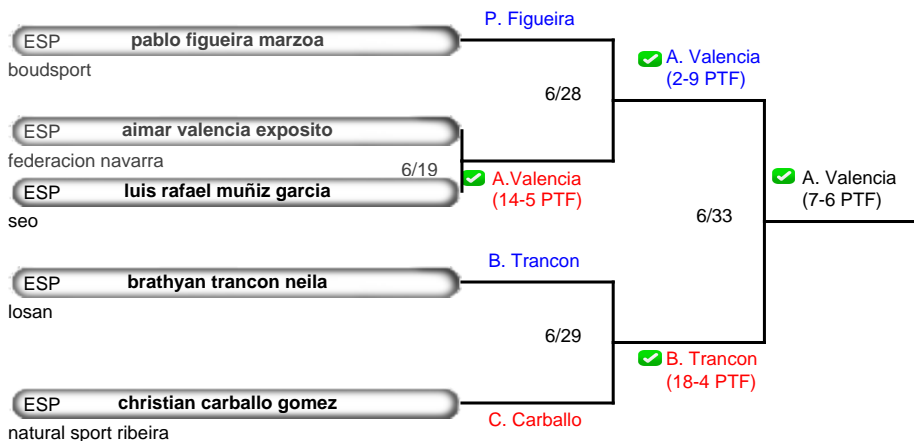 P. Figueira
ESP pablo figueira marzoa
boudsport
A. Valencia
(2-9 PTF)
6/28
ESP aimar valencia exposito
federacion navarra
6/19
A.Valencia
(14-5 PTF)
ESP luis rafael muñiz garcia
seo
A. Valencia
(7-6 PTF)
6/33
B. Trancon
ESP brathyan trancon neila
losan
6/29
B. Trancon
(18-4 PTF)
ESP christian carballo gomez
C. Carballo
natural sport ribeira